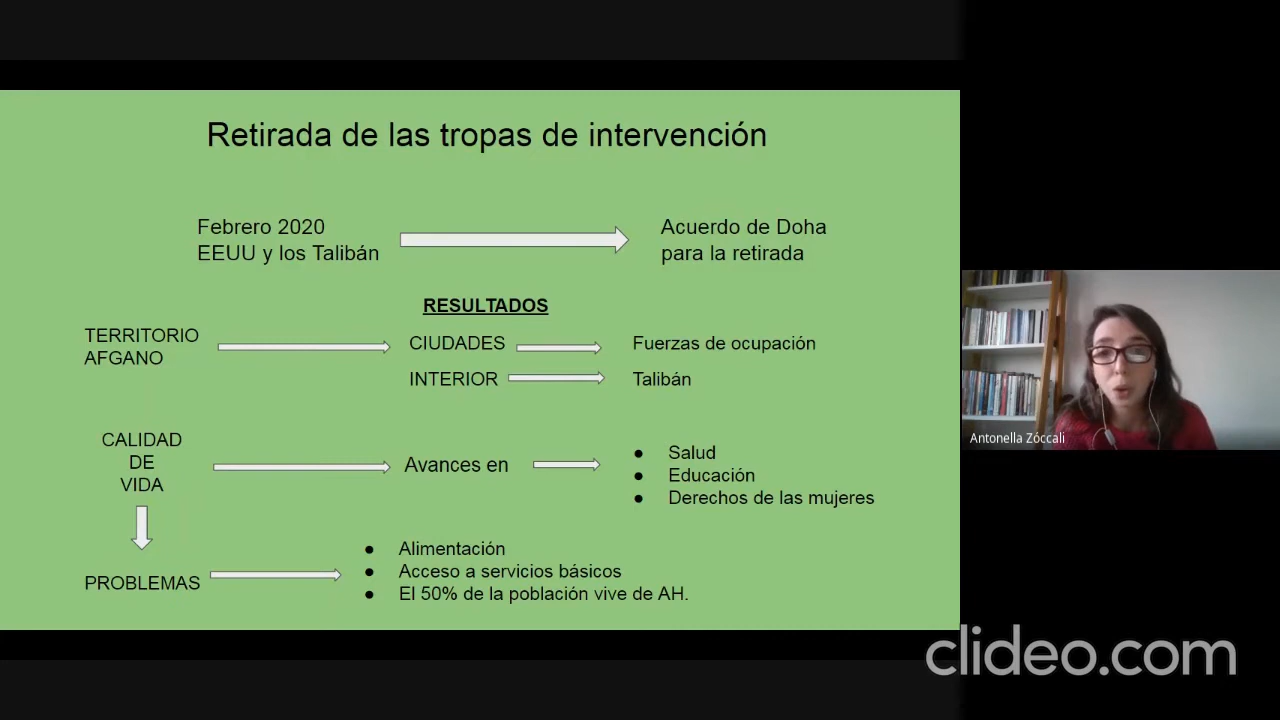 Retirada de las tropas de intervención
Febrero 2020
EEUU y los Talibán
Acuerdo de Doha
para la retirada
RESULTADOS
TERRITORIO
AFGANO
CIUDADES
Fuerzas de ocupación
INTERIOR
Talibán
CALIDAD
DE
VIDA
Avances en
● Salud
● Educación
● Derechos de las mujeres
PROBLEMAS
● Alimentación
● Acceso a servicios básicos
● El 50% de la población vive de AH.
Antonella Zóccali
clideo.com